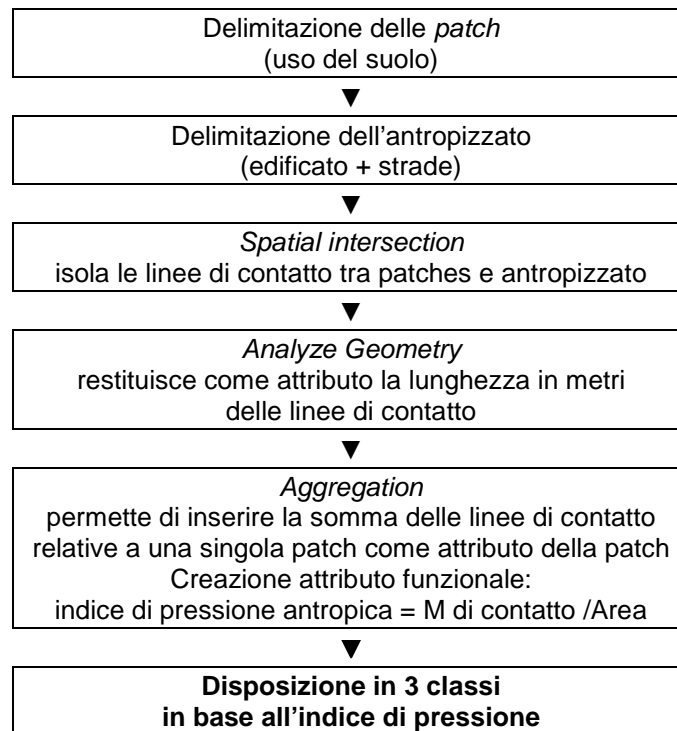 Delimitazione delle patch
(uso del suolo)
▼
Delimitazione dell’antropizzato
(edificato + strade)
▼
Spatial intersection
isola le linee di contatto tra patches e antropizzato
▼
Analyze Geometry
restituisce come attributo la lunghezza in metri
delle linee di contatto
▼
Aggregation
permette di inserire la somma delle linee di contatto
relative a una singola patch come attributo della patch
Creazione attributo funzionale:
indice di pressione antropica = M di contatto /Area
▼
Disposizione in 3 classi
in base all’indice di pressione